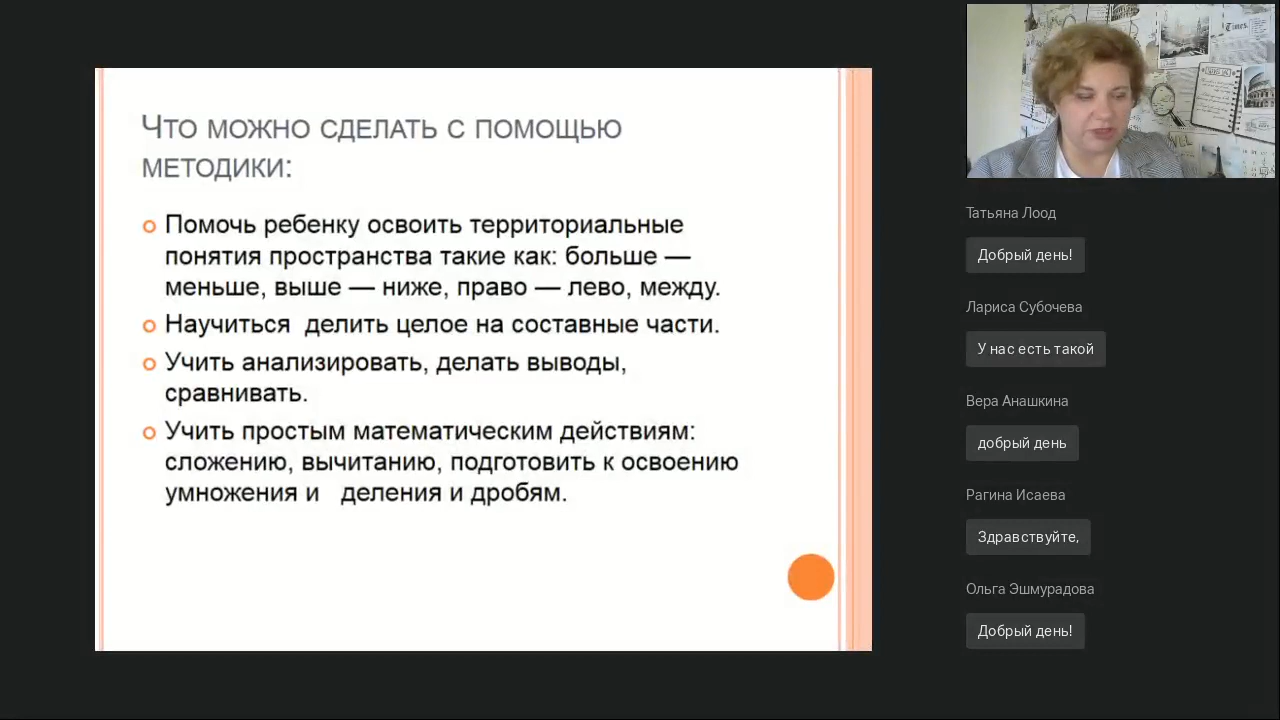 Что можно сделать с помощью
методики:
Помочь ребенку освоить территориальные
понятия пространства такие как: больше —
меньше, выше — ниже, право — лево, между.
Научиться делить целое на составные части.
Учить анализировать, делать выводы,
сравнивать.
Учить простым математическим действиям:
сложению, вычитанию, подготовить к освоению
умножения и деления и дробям.
Times
Татьяна Лоод
Добрый день!
Лариса Субочева
У нас есть такой
Вера Анашкина
добрый день
Рагина Исаева
Здравствуйте,
Ольга Эшмурадова
Добрый день!